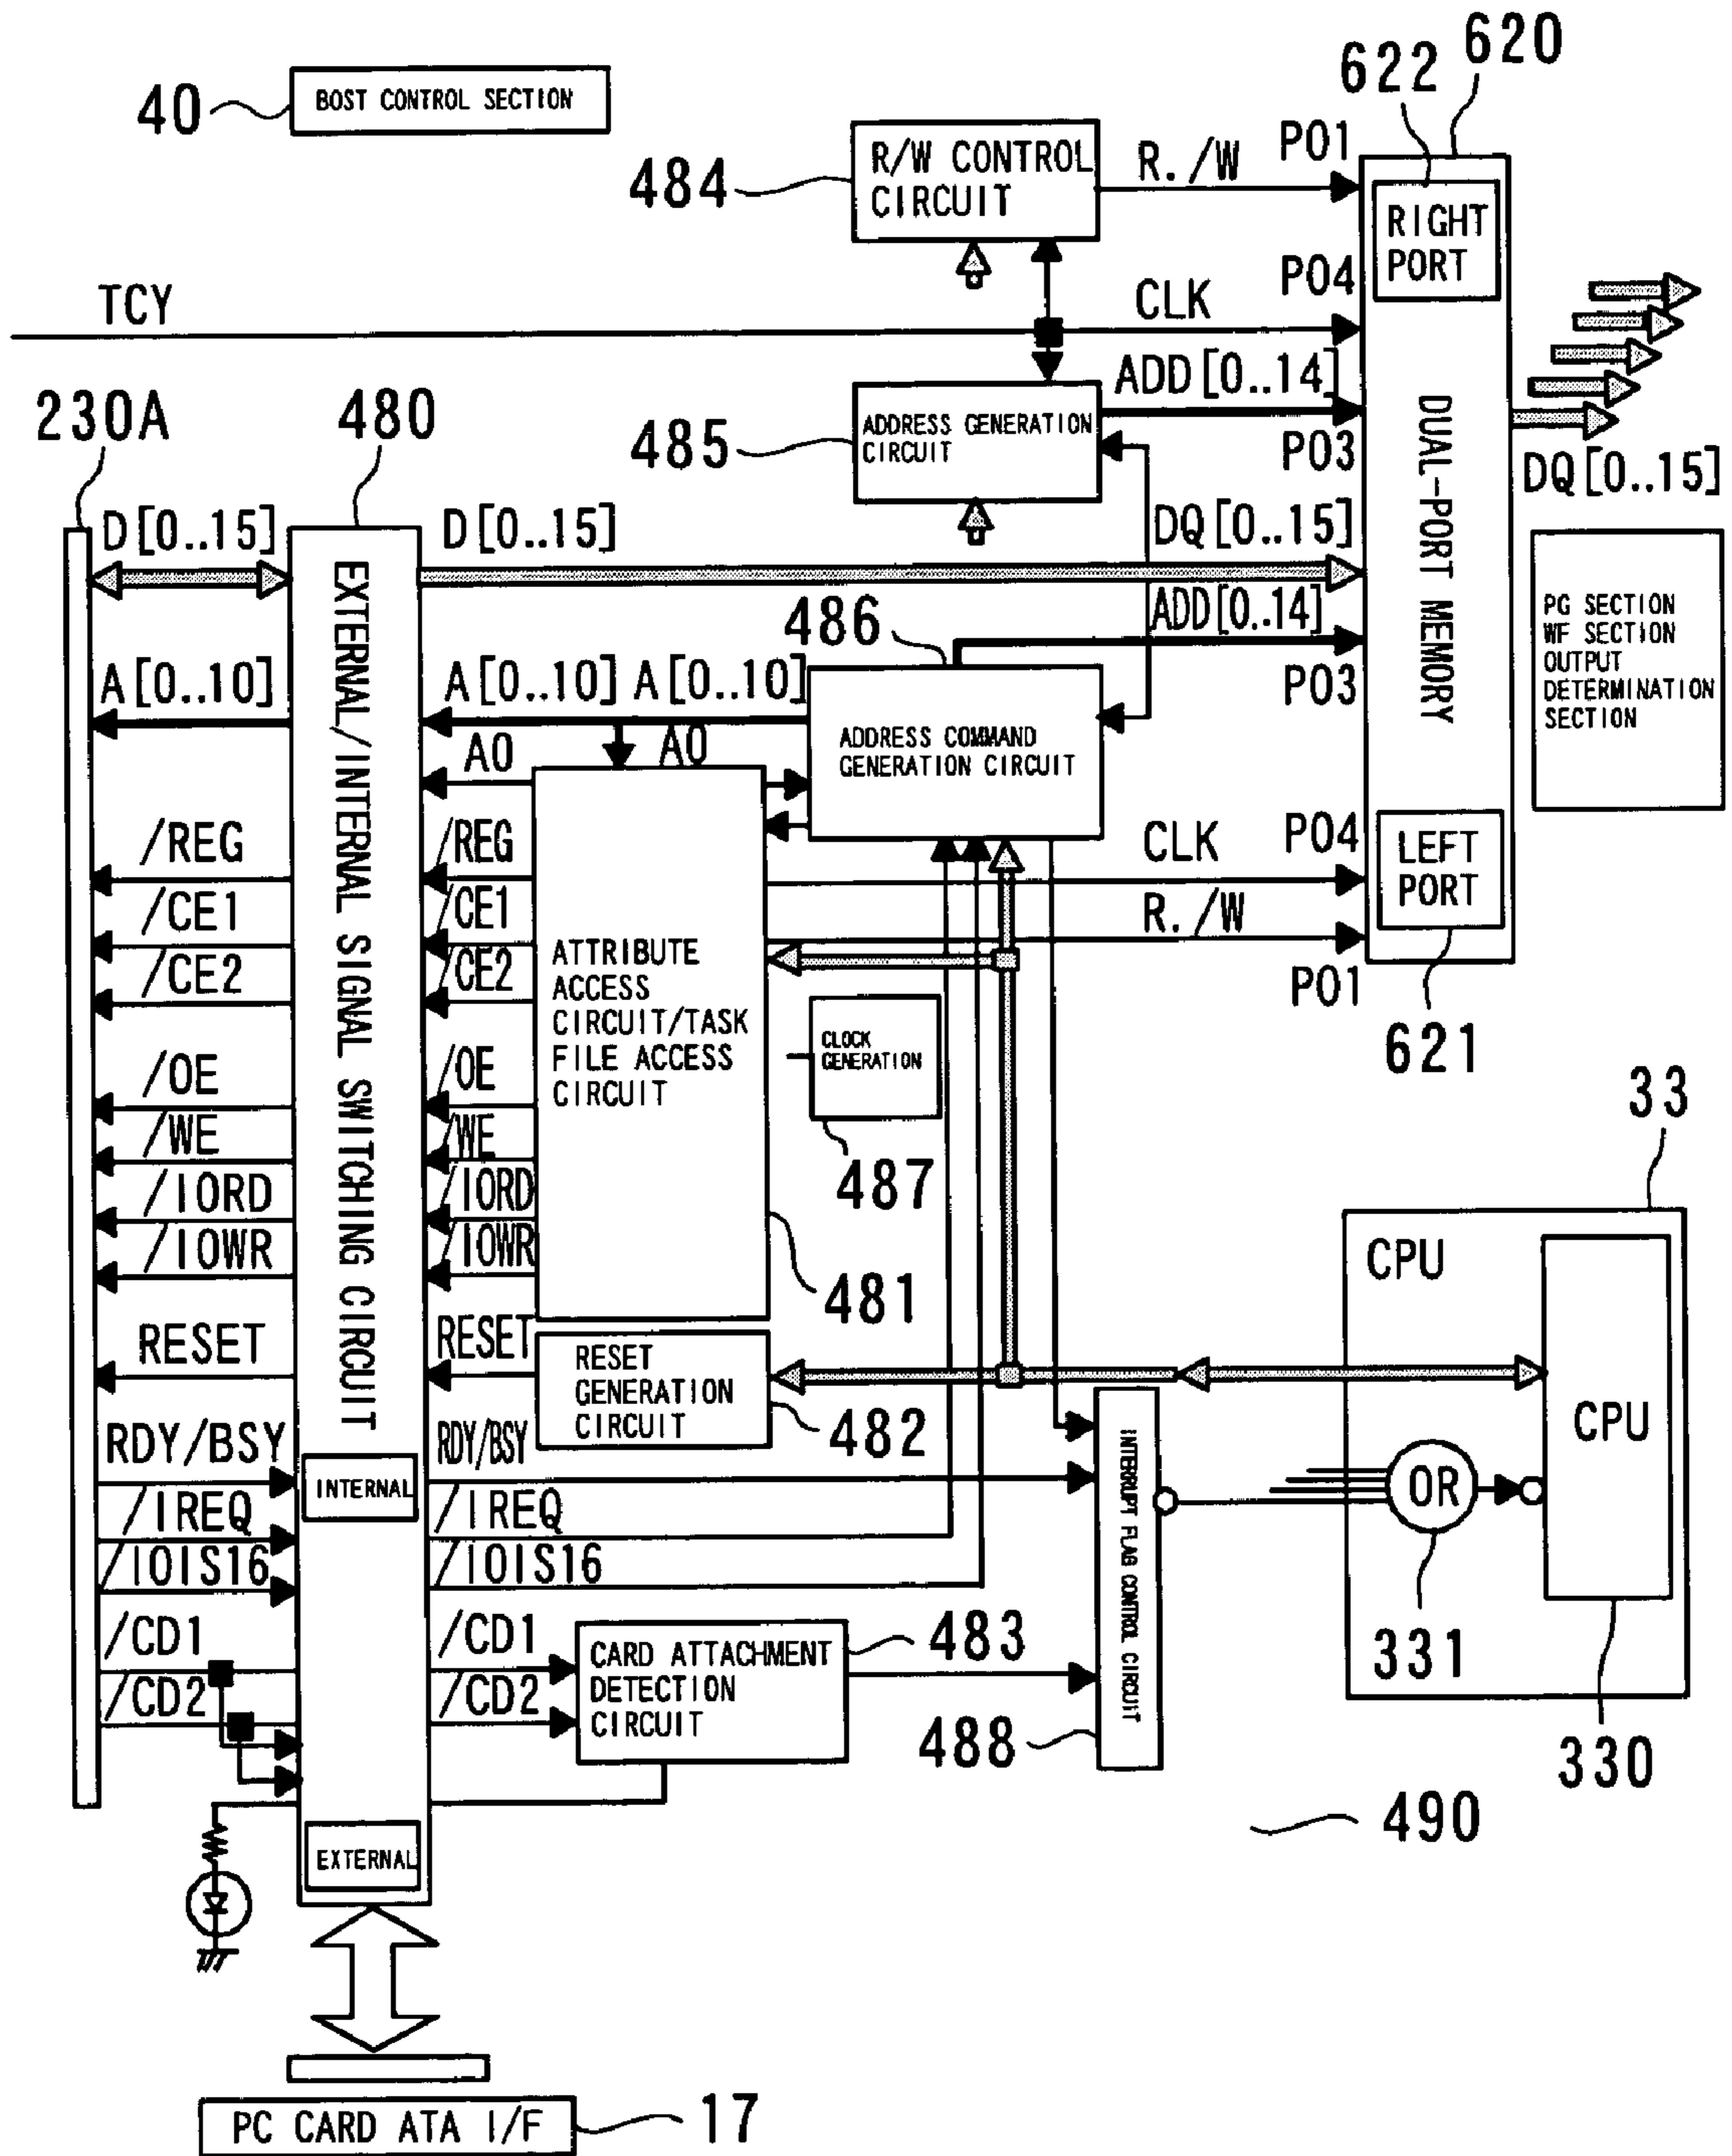 620
622
40
BOST CONTROL SECTION
R/W CONTROL
CIRCUIT
484
R./W
P01
RIGHT
PORT
P04
TCY
CLK
ADD[0..14]
230A
480
ADDRESS GENERATION
CIRCUIT
485
P03
DUAL-PORT MEMORY
DQ[0..15]
D[0..15]
D[0..15]
DQ[0..15]
EXTERNAL/INTERNAL SIGNAL SWITCHING CIRCUIT
486
ADD[0..14]
PG SECTION
WF SECTION
OUTPUT
DETERMINATION
SECTION
A[0..10]
A[0..10]
A[0..10]
P03
ADDRESS COMMAND
GENERATION CIRCUIT
A0
A0
/REG
/REG
CLK
P04
LEFT
PORT
/CE1
/CE1
R./W
/CE2
/CE2
P01
ATTRIBUTE
ACCESS
CIRCUIT/TASK
FILE ACCESS
CIRCUIT
CLOCK
GENERATION
621
/OE
/OE
33
/WE
/WE
487
/IORD
/IORD
/IOWR
/IOWR
CPU
481
RESET
RESET
RESET
GENERATION
CIRCUIT
482
CPU
RDY/BSY
RDY/BSY
INTERNAL
INTERRUPT FLAG CONTROL CIRCUIT
OR
/IREQ
/IREQ
/IOIS16
/IOIS16
/CD1
/CD1
CARD ATTACHMENT
DETECTION
CIRCUIT
483
331
/CD2
/CD2
488
330
490
EXTERNAL
PC CARD ATA I/F
17